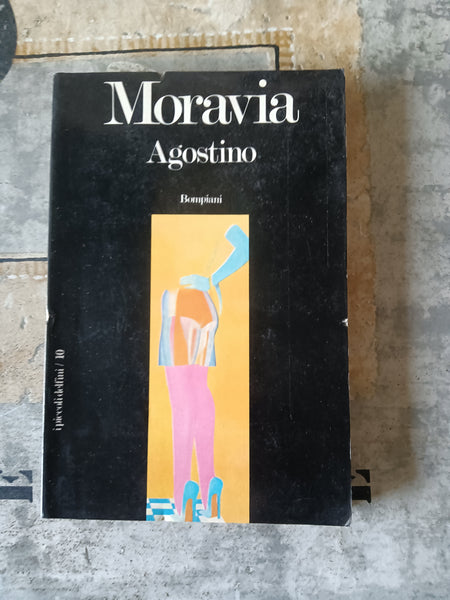 Moravia
Agostino
Bompiani
i piccoli delfini / 10